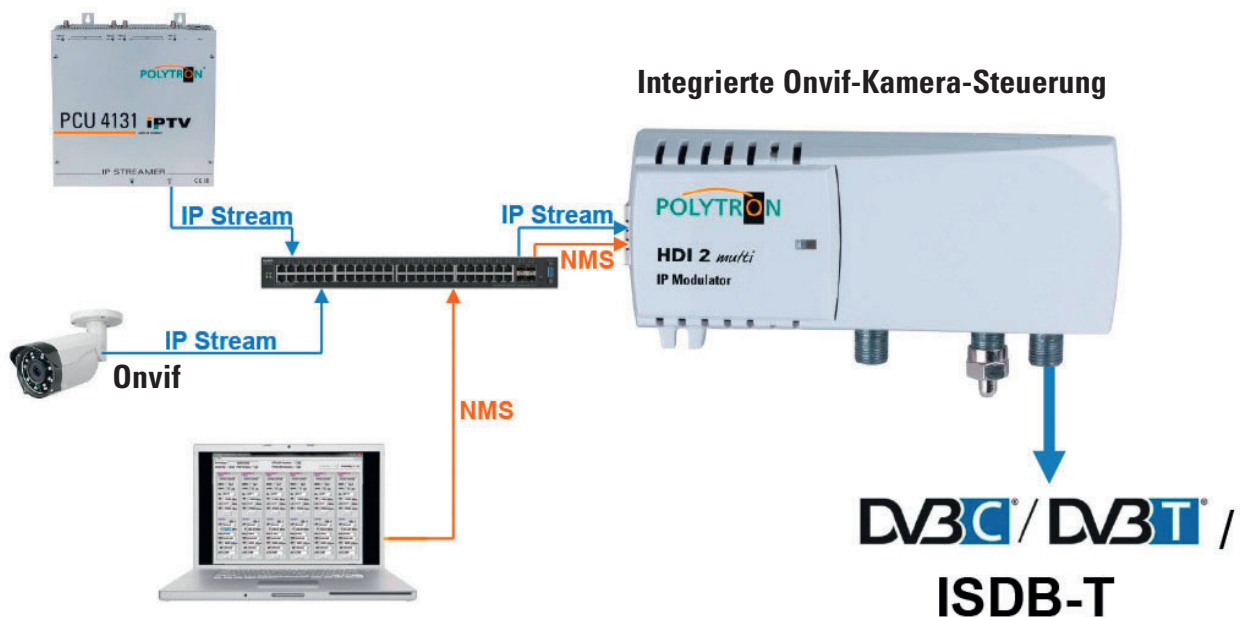 POLYTRON
PCU 4131 iPTV
IP STREAMER
IP Stream
Integrierte Onvif-Kamera-Steuerung
IP Stream
NMS
POLYTRON
HDI 2 multi
IP Modulator
IP Stream
Onvif
NMS
DVB C / DVB T /
ISDB-T